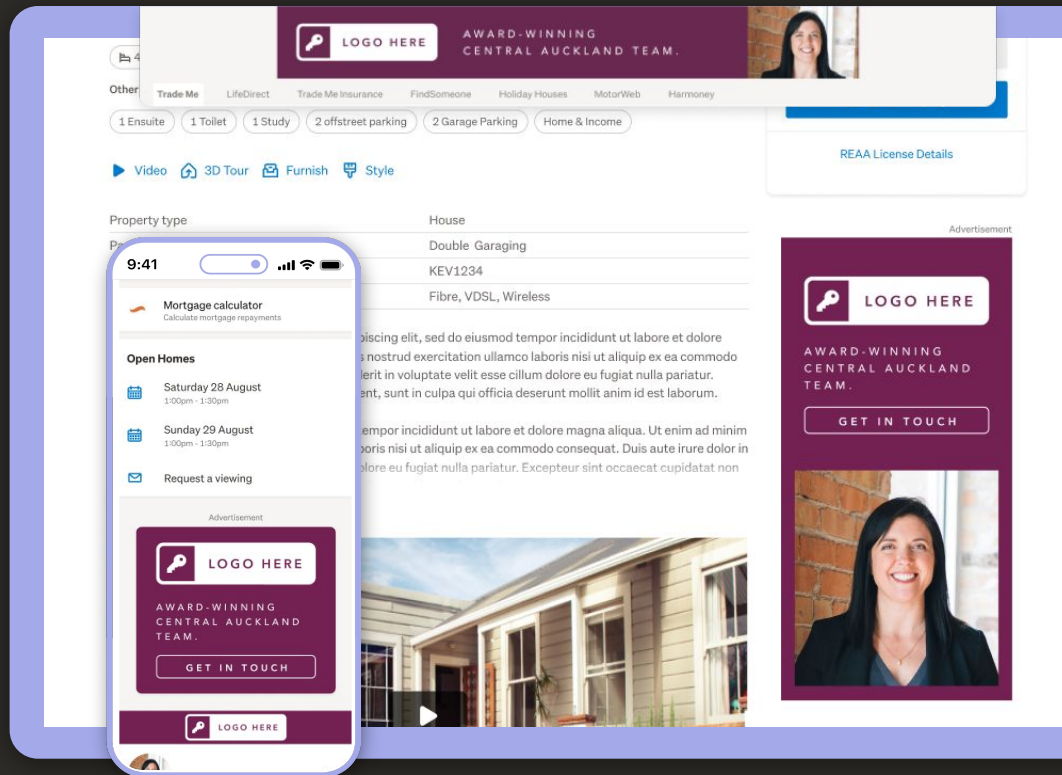 LOGO HERE
AWARD-WINNING
CENTRAL AUCKLAND TEAM.
Trade Me LifeDirect Trade Me Insurance FindSomeone Holiday Houses MotorWeb Harmoney
4
Other
1 Ensuite 1 Toilet 1 Study 2 offstreet parking 2 Garage Parking Home & Income
Video 3D Tour Furnish Style
Property type House
Double Garaging
KEV1234
Fibre, VDSL, Wireless
piscing elit, sed do eiusmod tempor incididunt ut labore et dolore
nostrud exercitation ullamco laboris nisi ut aliquip ex ea commodo
erit in voluptate velit esse cillum dolore eu fugiat nulla pariatur.
ent, sunt in culpa qui officia deserunt mollit anim id est laborum.
tempor incididunt ut labore et dolore magna aliqua. Ut enim ad minim
oris nisi ut aliquip ex ea commodo consequat. Duis aute irure dolor in
olore eu fugiat nulla pariatur. Excepteur sint occaecat cupidatat non
REAA License Details
Advertisement
LOGO HERE
AWARD-WINNING
CENTRAL AUCKLAND
TEAM.
GET IN TOUCH
9:41
Mortgage calculator
Calculate mortgage repayments
Open Homes
Saturday 28 August
1:00pm - 1:30pm
Sunday 29 August
1:00pm - 1:30pm
Request a viewing
Advertisement
LOGO HERE
AWARD-WINNING
CENTRAL AUCKLAND
TEAM.
GET IN TOUCH
LOGO HERE